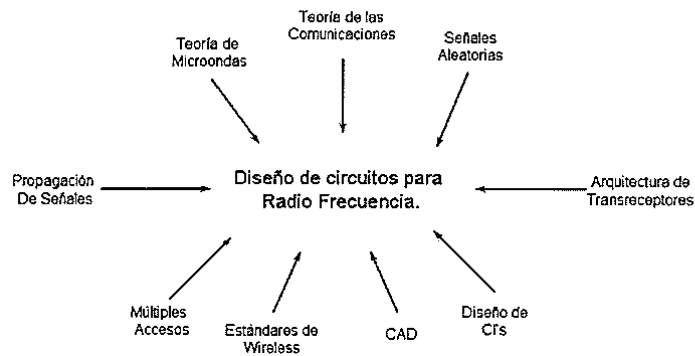 Teoría de las
Comunicaciones
Teoría de
Microondas
Señales
Aleatorias
Propagación
De Señales
Diseño de circuitos para
Radio Frecuencia.
Arquitectura de
Transreceptores
Múltiples
Accesos
Estándares de
Wireless
CAD
Diseño de
CI's